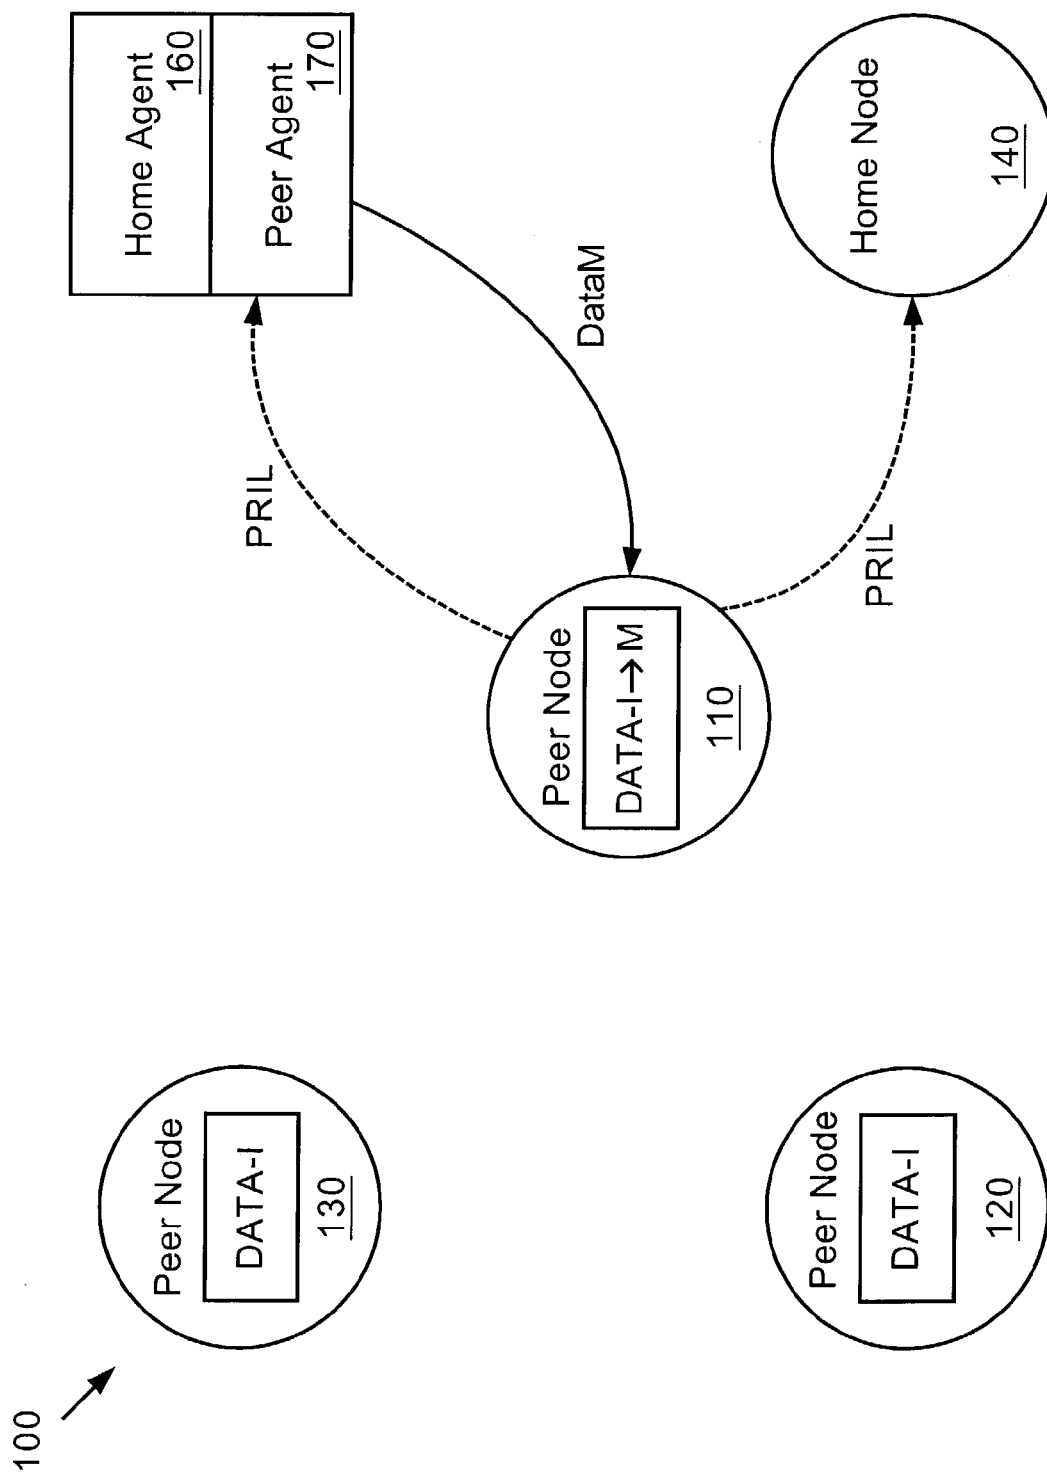 100
Peer Node
DATA-I
130
Peer Node
DATA-I
120
Peer Node
DATA-I→M
110
PRIL
PRIL
DataM
Home Agent
160
Peer Agent
170
Home Node
140